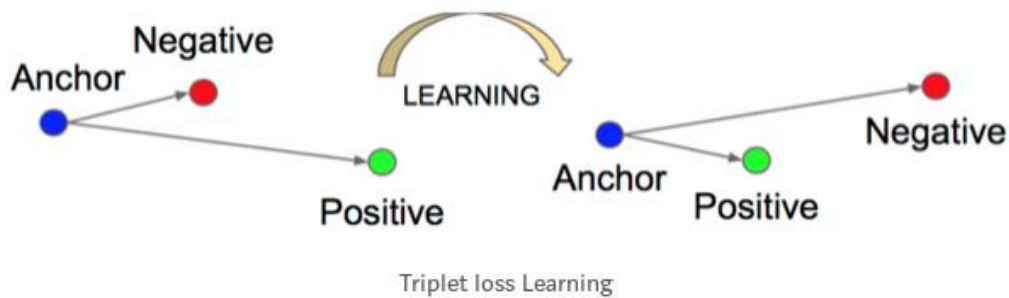 Negative
Anchor
Positive
LEARNING
Negative
Anchor
Positive
Triplet loss Learning